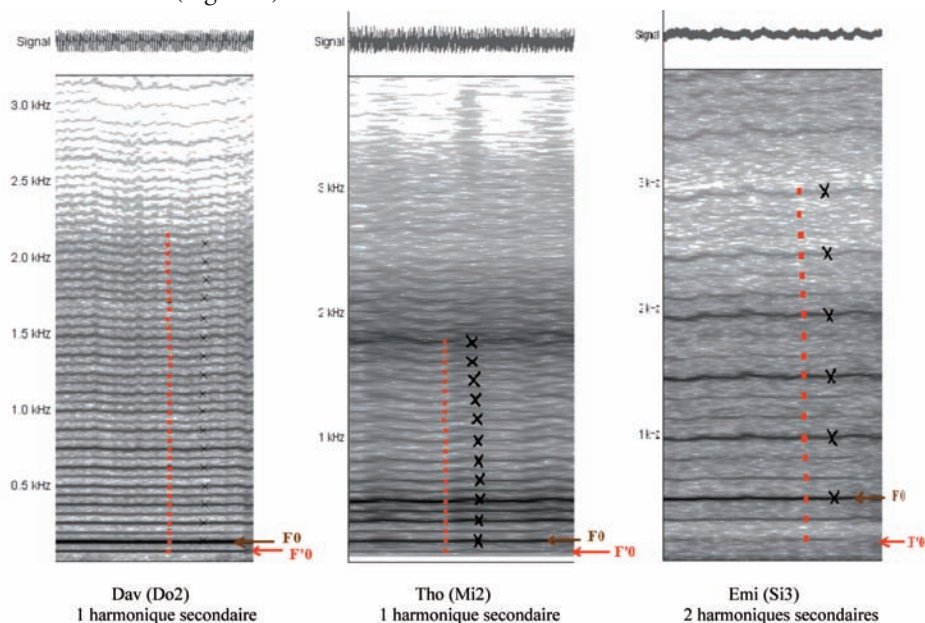 Signal
Signal
Signal
3.0 kHz
2.5 kHz
2.0 kHz
1.5 kHz
1.0 kHz
0.5 kHz
F0
F'0
3 kHz
2 kHz
1 kHz
F0
F'0
F0
Dav (Do2)
1 harmonique secondaire
Tho (Mi2)
1 harmonique secondaire
Emi (Si3)
2 harmoniques secondaires